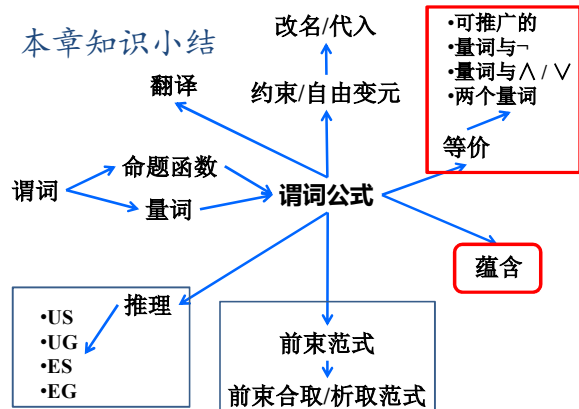 本章知识小结
改名/代入
•可推广的
•量词与¬
•量词与∧ / ∨
•两个量词
翻译
约束/自由变元
等价
命题函数
谓词
谓词公式
量词
蕴含
推理
•US
•UG
•ES
•EG
前束范式
前束合取/析取范式